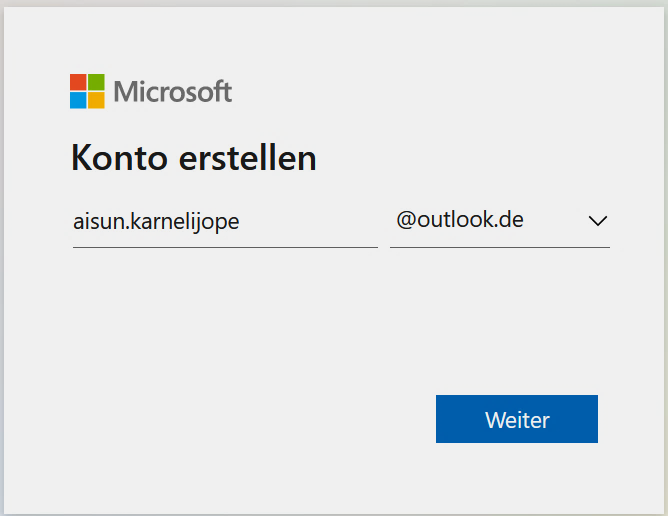 Microsoft
Konto erstellen
aisun.karnelijope @outlook.de
Weiter